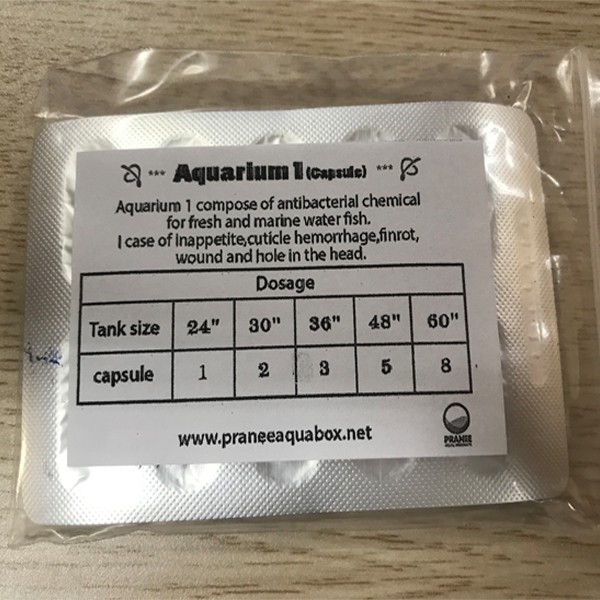 *** Aquarium 1 (Capsule) ***
Aquarium 1 compose of antibacterial chemical
for fresh and marine water fish.
I case of Inappetite,cuticle hemorrhage,finrot,
wound and hole in the head.
Dosage
Tank size 24" 30" 36" 48" 60"
capsule 1 2 3 5 8
www.praneeaquabox.net
PRANEE